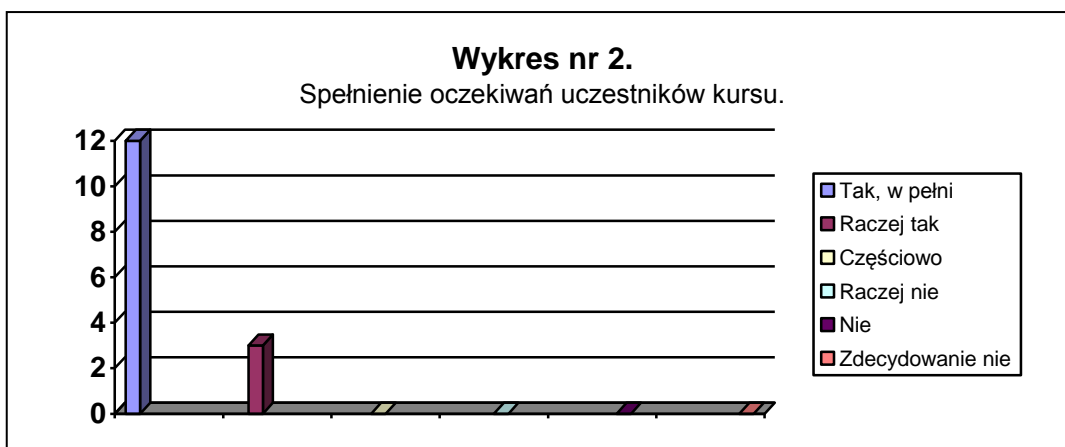 Wykres nr 2.
Spełnienie oczekiwań uczestników kursu.
12
10
8
6
4
2
0
Tak, w pełni
Raczej tak
Częściowo
Raczej nie
Nie
Zdecydowanie nie